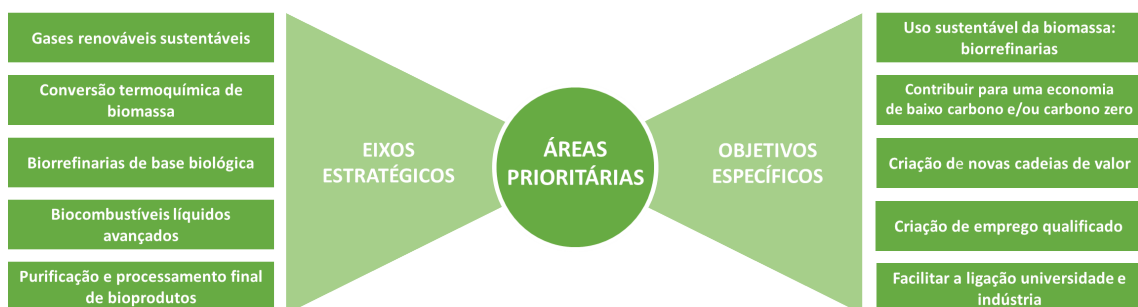 Gases renováveis sustentáveis
Conversão termoquímica de
biomassa
Biorrefinarias de base biológica
Biocombustíveis líquidos
avançados
Purificação e processamento final
de bioprodutos
EIXOS
ESTRATÉGICOS
ÁREAS
PRIORITÁRIAS
OBJETIVOS
ESPECÍFICOS
Uso sustentável da biomassa:
biorrefinarias
Contribuir para uma economia
de baixo carbono e/ou carbono zero
Criação de novas cadeias de valor
Criação de emprego qualificado
Facilitar a ligação universidade e
indústria